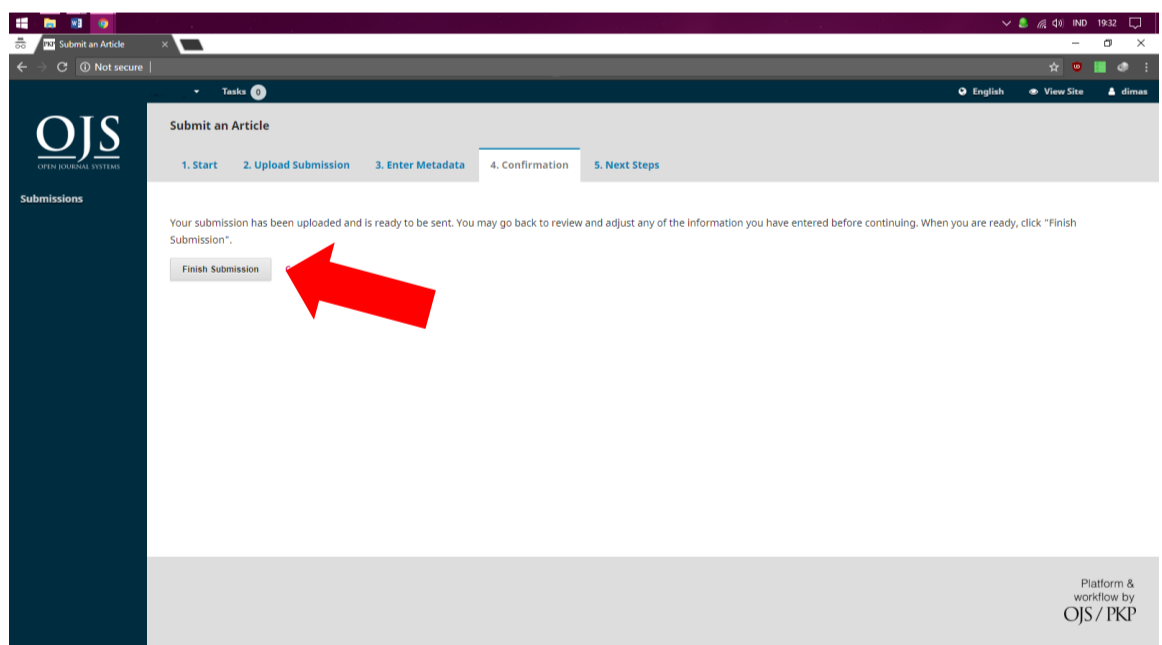 IND 19:32
Submit an Article
Not secure
Tasks 0
English View Site dimas
OJS
OPEN JOURNAL SYSTEMS
Submissions
Submit an Article
1. Start 2. Upload Submission 3. Enter Metadata 4. Confirmation 5. Next Steps
Your submission has been uploaded and is ready to be sent. You may go back to review and adjust any of the information you have entered before continuing. When you are ready, click "Finish
Submission".
Finish Submission
Platform &
workflow by
OJS / PKP